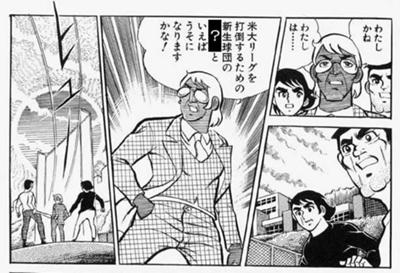 わたし
かね
わたし
は……
米大リーグを
打倒するための
新生球団の
?と
いえば
うそに
なります
かな!